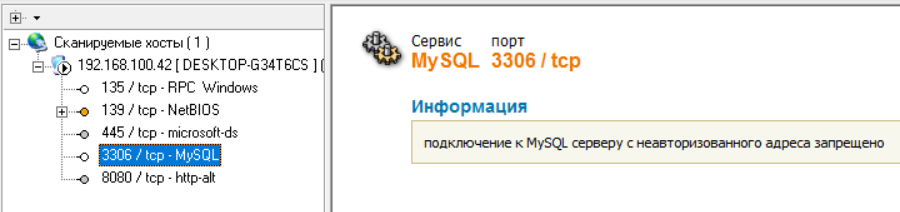 Сканируемые хосты ( 1 )
192.168.100.42 [ DESKTOP-G34T6CS ] (
135 / tcp - RPC Windows
139 / tcp - NetBIOS
445 / tcp - microsoft-ds
3306 / tcp - MySQL
8080 / tcp - http-alt
Сервис порт
MySQL 3306 / tcp
Информация
подключение к MySQL серверу с неавторизованного адреса запрещено